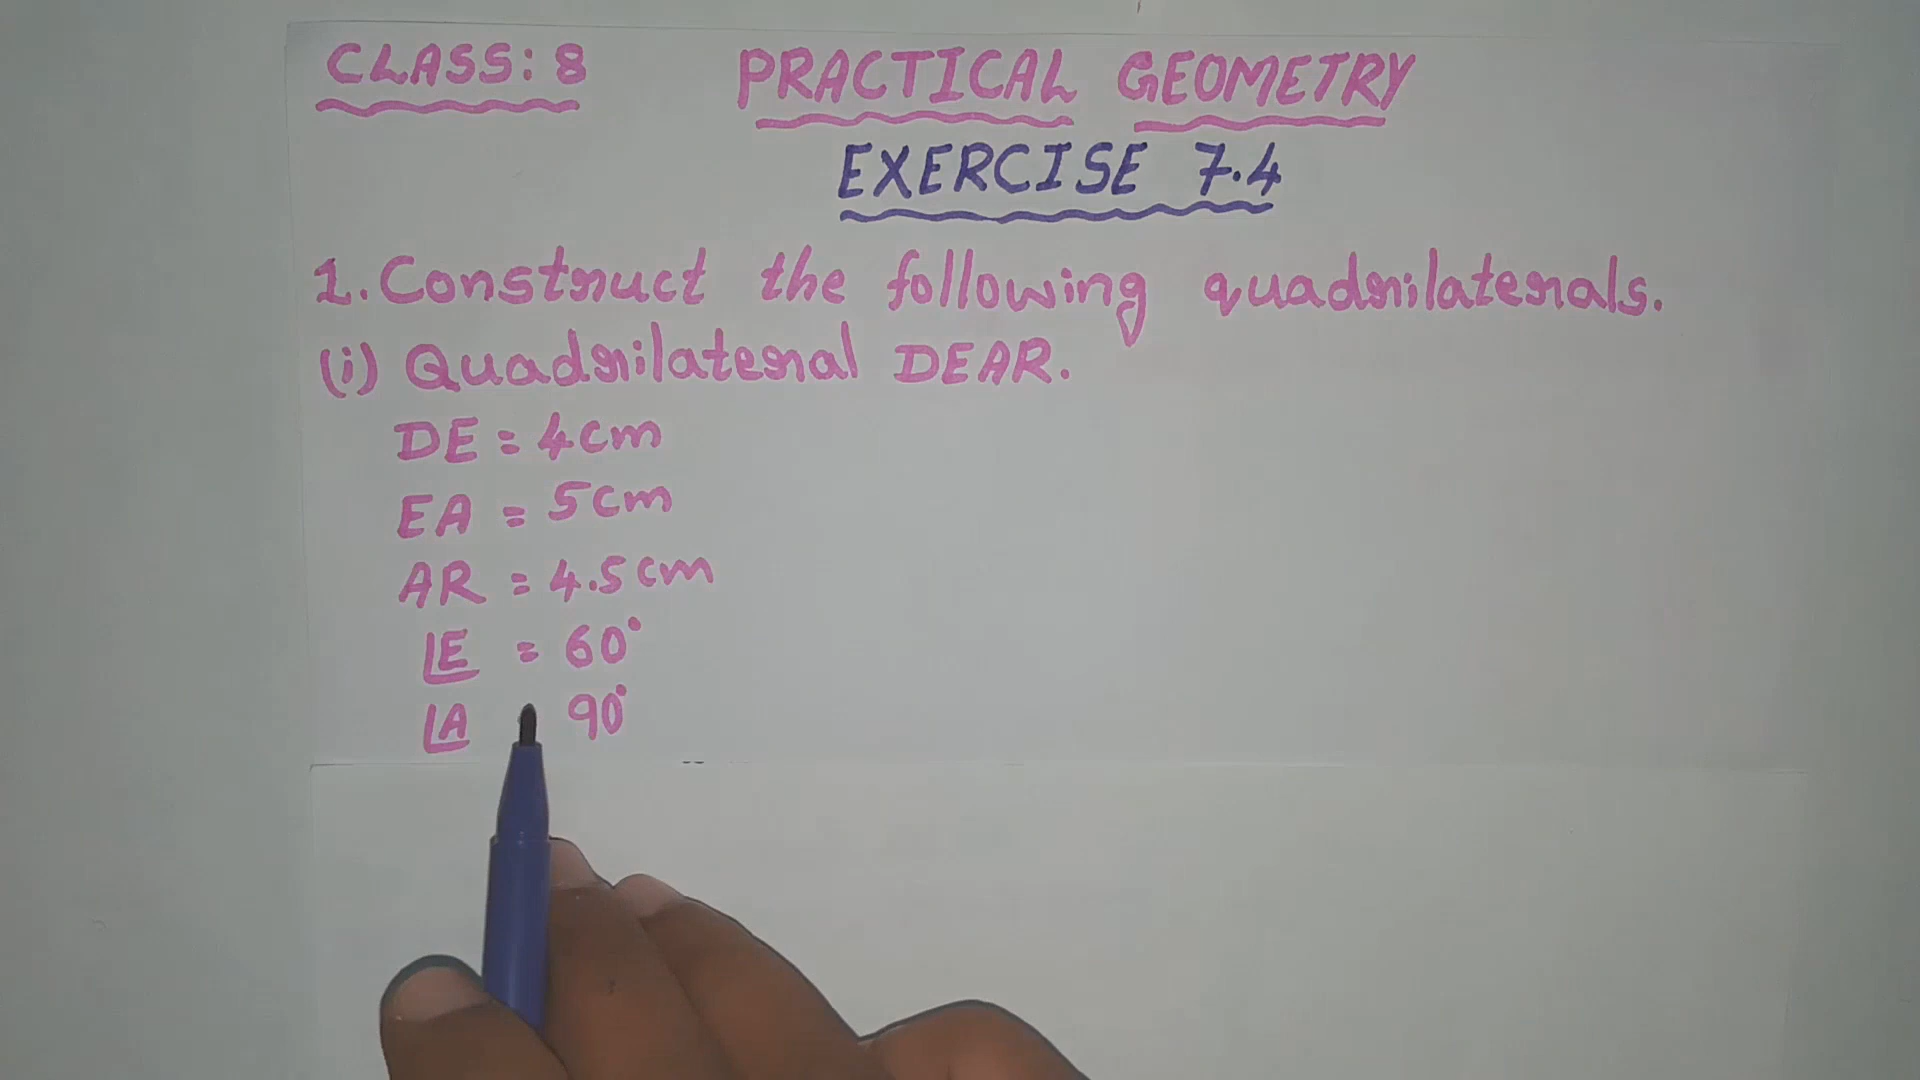 CLASS: 8
PRACTICAL GEOMETRY
EXERCISE 7.4
1. Construct the following quadrilaterals.
(i) Quadrilateral DEAR.
DE = 4cm
EA = 5cm
AR = 4.5cm
∠E = 60°
∠A 90°